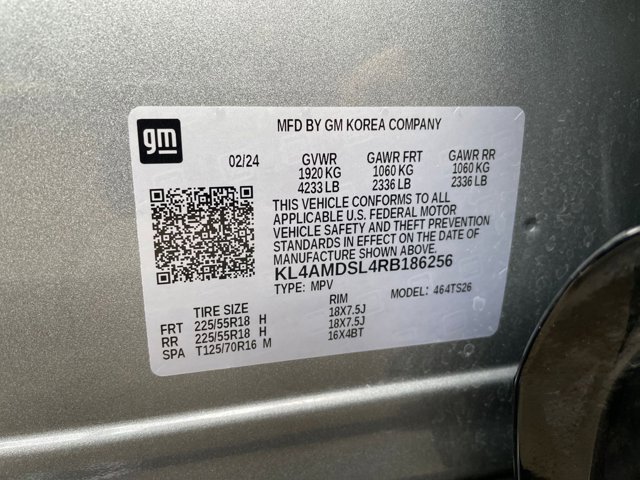 gm
MFD BY GM KOREA COMPANY
02/24 GVWR GAWR FRT GAWR RR
1920 KG 1060 KG 1060 KG
4233 LB 2336 LB 2336 LB
THIS VEHICLE CONFORMS TO ALL
APPLICABLE U.S. FEDERAL MOTOR
VEHICLE SAFETY AND THEFT PREVENTION
STANDARDS IN EFFECT ON THE DATE OF
MANUFACTURE SHOWN ABOVE.
KL4AMDSL4RB186256
TYPE: MPV MODEL: 464TS26
TIRE SIZE RIM
FRT 225/55R18 H 18X7.5J
RR 225/55R18 H 18X7.5J
SPA T125/70R16 M 16X4BT